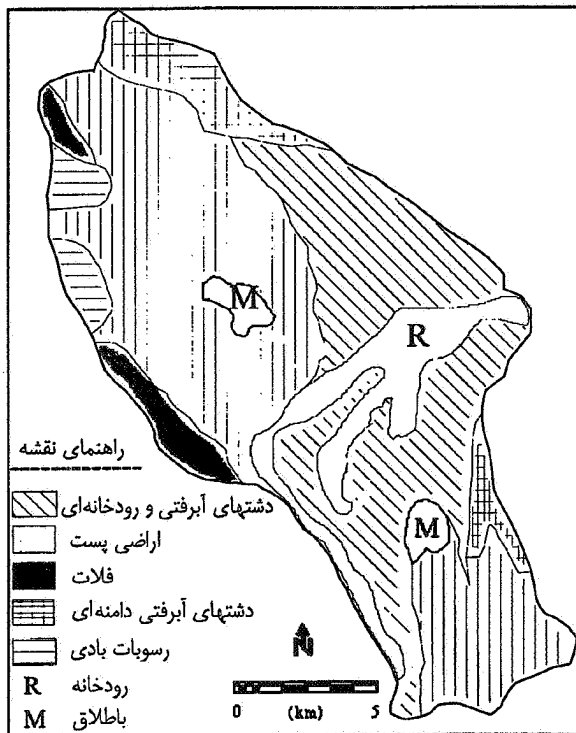 M
R
M
راهنمای نقشه
دشتهای آبرفتی و رودخانه‌ای
اراضی پست
فلات
دشتهای آبرفتی دامنه‌ای
رسوبات بادی
R رودخانه
M باطلاق
N
0 (km) 5